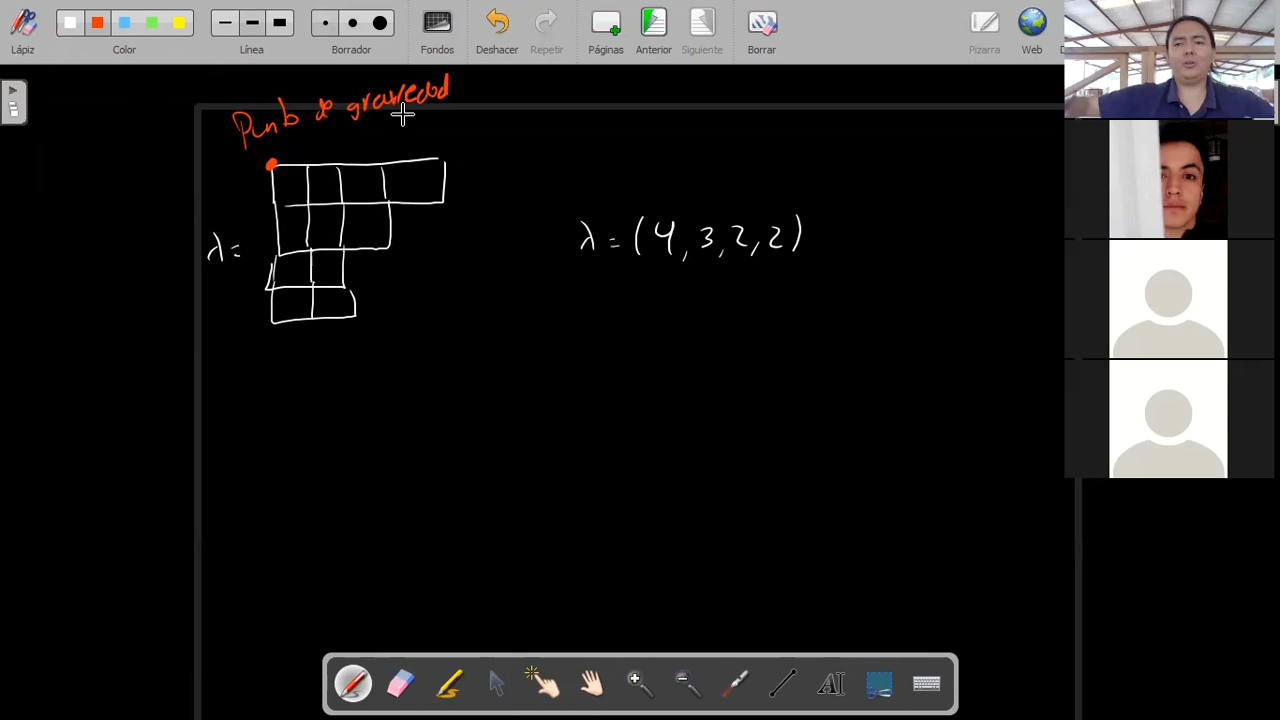 Lápiz Color Línea Borrador Fondos Deshacer Repetir Páginas Anterior Siguiente Borrar Pizarra Web
Punto de gravedad
λ =
λ = (4,3,2,2)